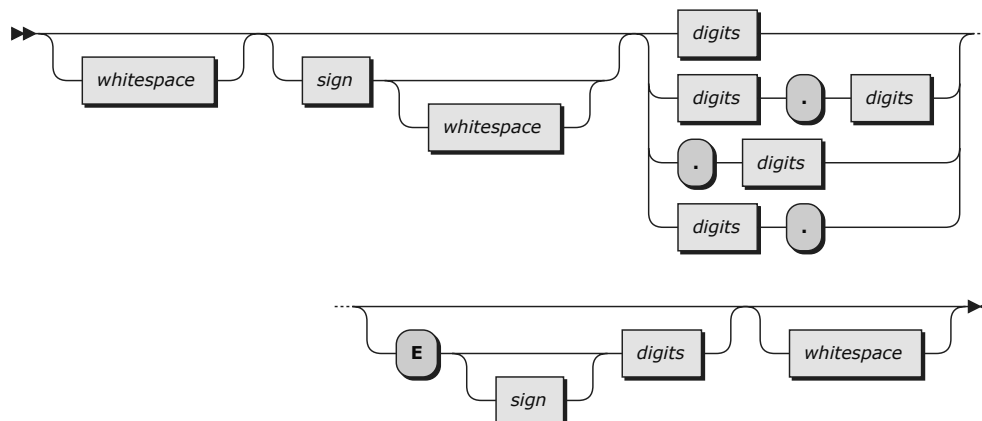 digits
whitespace sign
digits . digits
whitespace
. digits
digits .
E digits whitespace
sign